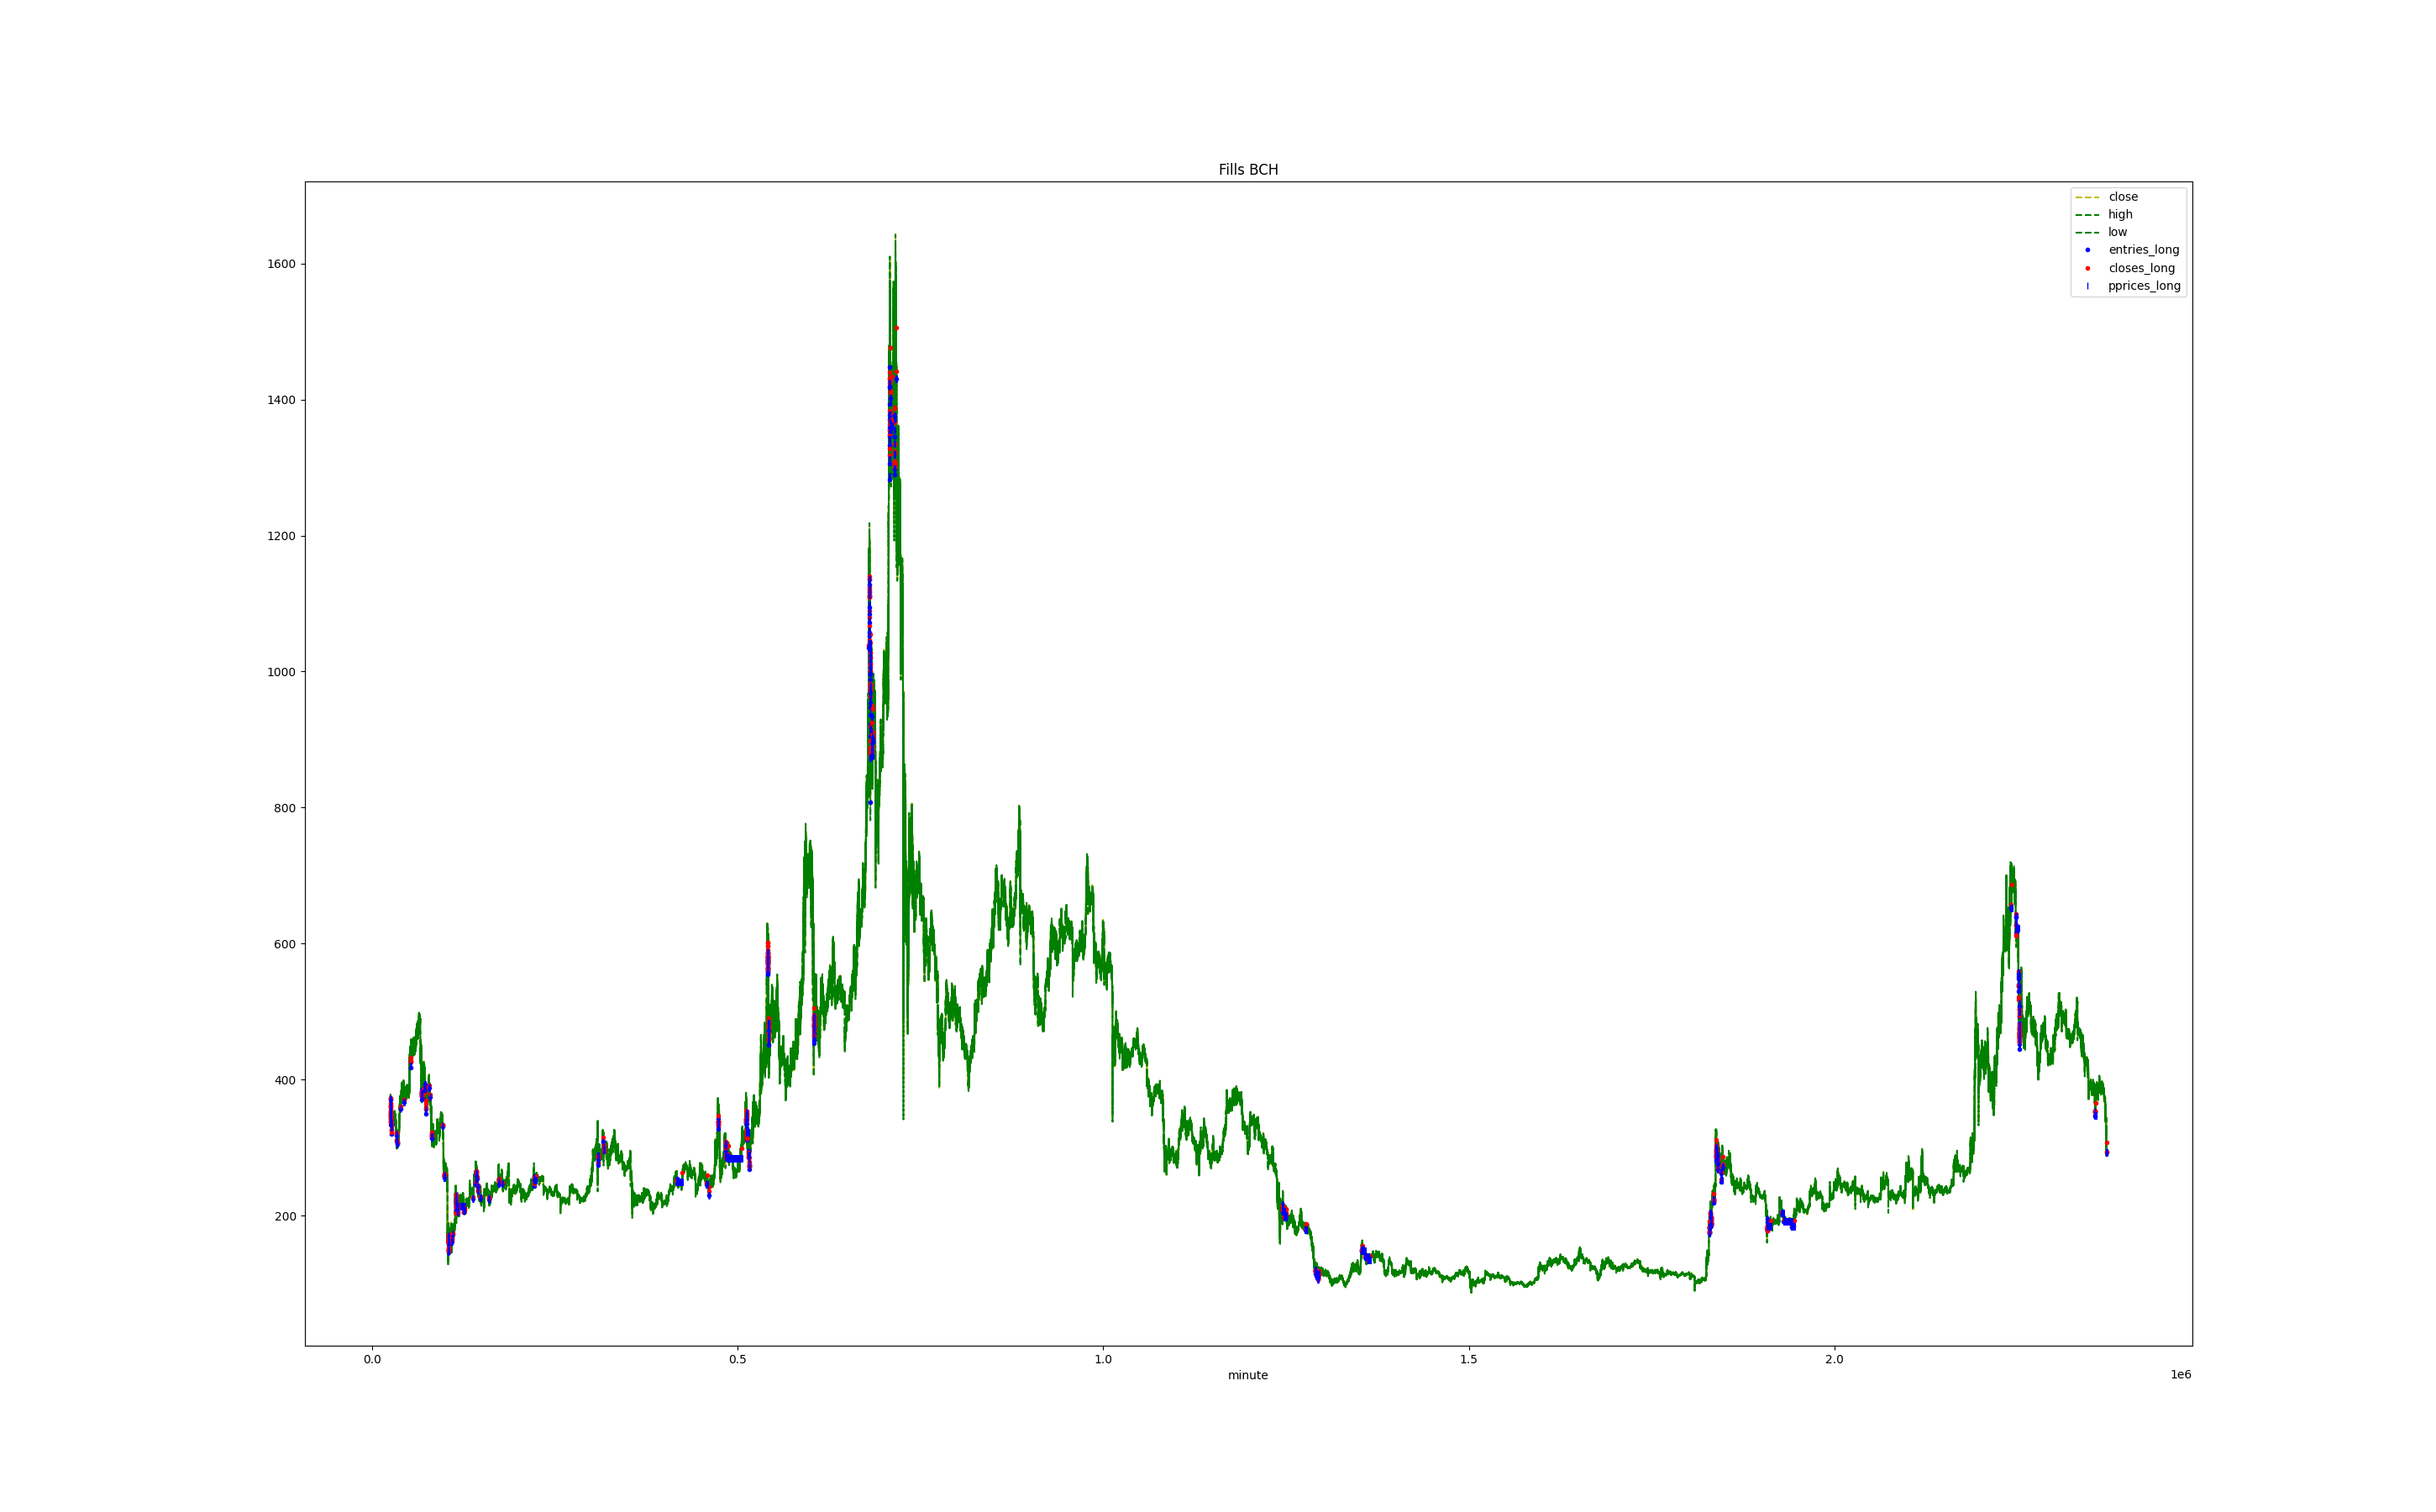 Fills BCH
close
high
low
entries_long
closes_long
pprices_long
1600
1400
1200
1000
800
600
400
200
0.0 0.5 1.0 1.5 2.0
minute
1e6